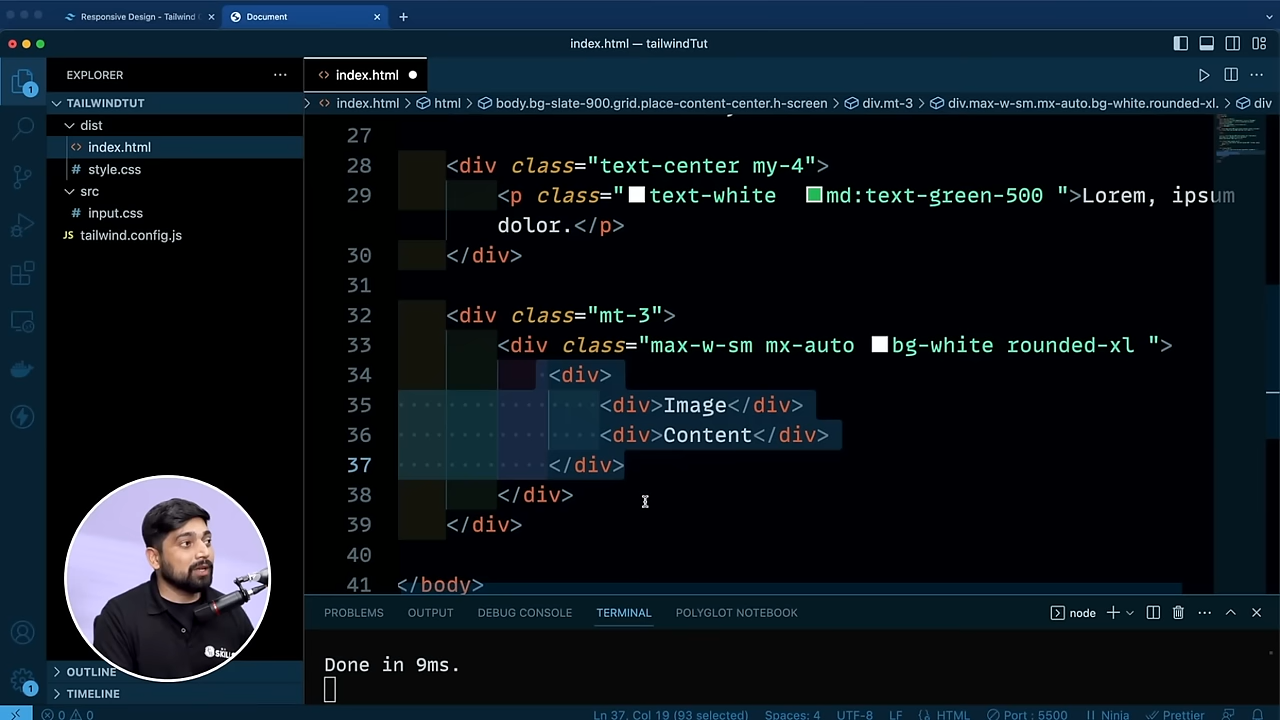 Responsive Design - Tailwind
Document
index.html — tailwindTut
EXPLORER
index.html
TAILWINDTUT
index.html
html
body.bg-slate-900.grid.place-content-center.h-screen
div.mt-3
div.max-w-sm.mx-auto.bg-white.rounded-xl.
div
dist
index.html
style.css
src
input.css
JS tailwind.config.js
27
28 <div class="text-center my-4">
29 <p class="text-white md:text-green-500 ">Lorem, ipsum
dolor.</p>
30 </div>
31
32 <div class="mt-3">
33 <div class="max-w-sm mx-auto bg-white rounded-xl ">
34 <div>
35 <div>Image</div>
36 <div>Content</div>
37 </div>
38 </div>
39 </div>
40
41 </body>
PROBLEMS OUTPUT DEBUG CONSOLE TERMINAL POLYGLOT NOTEBOOK
node
Done in 9ms.
OUTLINE
TIMELINE
1
1
0 0
Ln 37, Col 19 (93 selected)
Spaces: 4
UTF-8
LF
HTML
Port : 5500
Ninja
Prettier